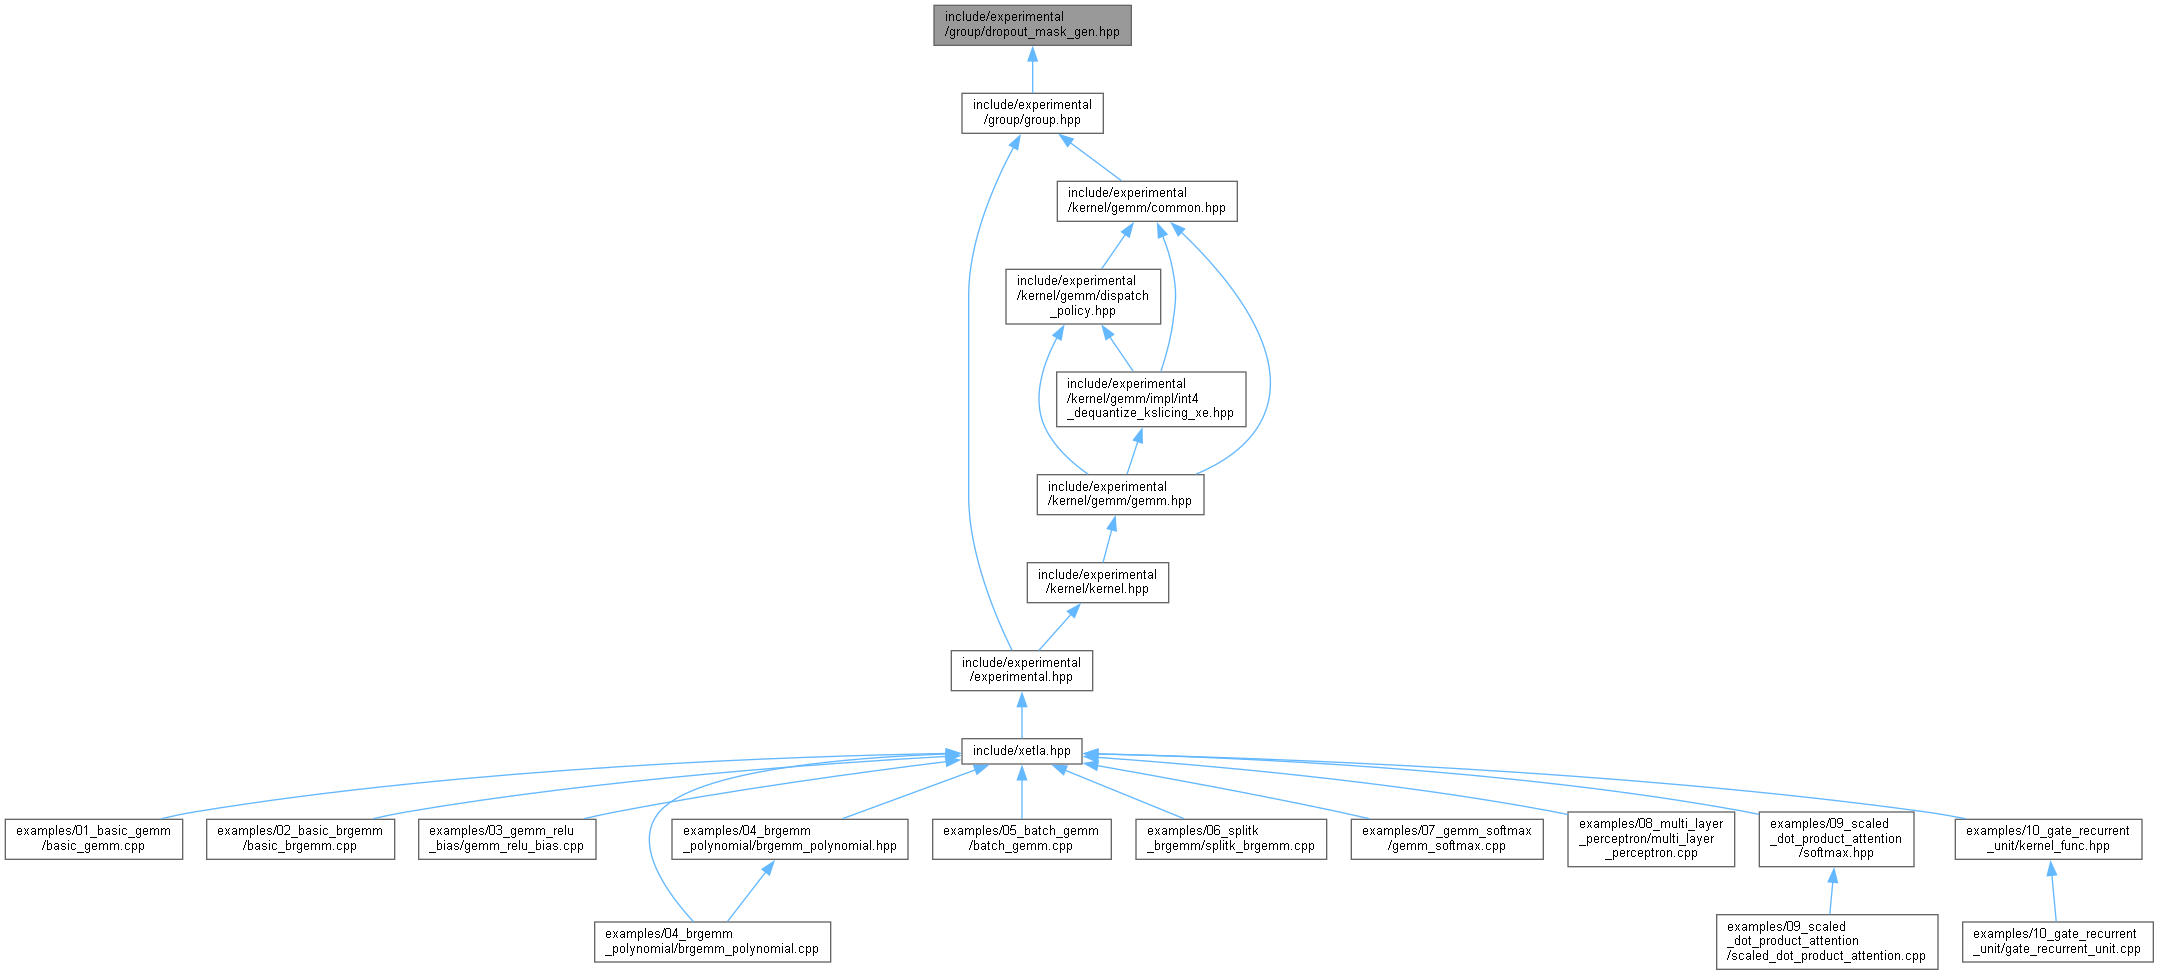 include/experimental
/group/dropout_mask_gen.hpp
include/experimental
/group/group.hpp
include/experimental
/kernel/gemm/common.hpp
include/experimental
/kernel/gemm/dispatch
_policy.hpp
include/experimental
/kernel/gemm/impl/int4
_dequantize_kslicing_xe.hpp
include/experimental
/kernel/gemm/gemm.hpp
include/experimental
/kernel/kernel.hpp
include/experimental
/experimental.hpp
include/xetla.hpp
examples/01_basic_gemm
/basic_gemm.cpp
examples/02_basic_brgemm
/basic_brgemm.cpp
examples/03_gemm_relu
_bias/gemm_relu_bias.cpp
examples/04_brgemm
_polynomial/brgemm_polynomial.hpp
examples/05_batch_gemm
/batch_gemm.cpp
examples/06_splitk
_brgemm/splitk_brgemm.cpp
examples/07_gemm_softmax
/gemm_softmax.cpp
examples/08_multi_layer
_perceptron/multi_layer
_perceptron.cpp
examples/09_scaled
_dot_product_attention
/softmax.hpp
examples/10_gate_recurrent
_unit/kernel_func.hpp
examples/04_brgemm
_polynomial/brgemm_polynomial.cpp
examples/09_scaled
_dot_product_attention
/scaled_dot_product_attention.cpp
examples/10_gate_recurrent
_unit/gate_recurrent_unit.cpp